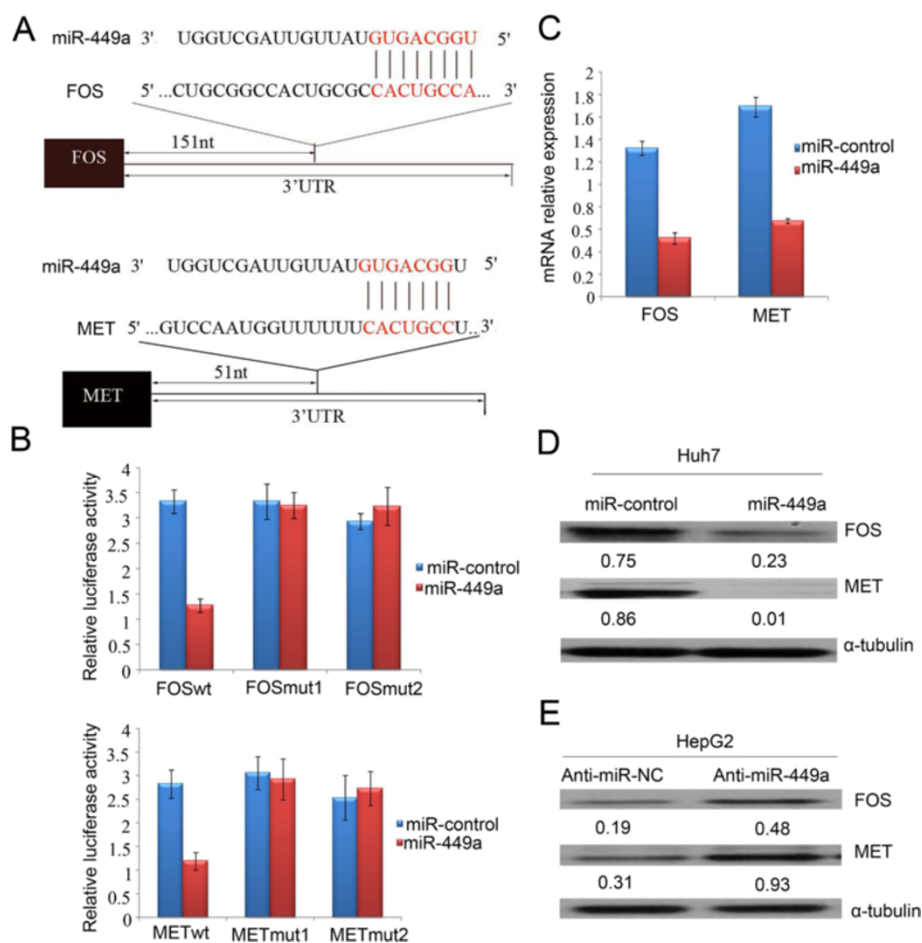 A
miR-449a 3' UGGUCGAUUGUUAUGUGACGGU 5'
FOS 5' ...CUGCGGCCACUGCGCCACUGCCA... 3'
FOS
151nt
3'UTR
miR-449a 3' UGGUCGAUUGUUAUGUGACGGU 5'
MET 5' ...GUCCAAUGGUUUUUUCACUGCCU.. 3'
MET
51nt
3'UTR
B
Relative luciferase activity
4
3.5
3
2.5
2
1.5
1
0.5
0
miR-control
miR-449a
FOSwt FOSmut1 FOSmut2
Relative luciferase activity
4
3.5
3
2.5
2
1.5
1
0.5
0
miR-control
miR-449a
METwt METmut1 METmut2
C
mRNA relative expression
2
1.8
1.6
1.4
1.2
1
0.8
0.6
0.4
0.2
0
miR-control
miR-449a
FOS MET
D
Huh7
miR-control miR-449a
FOS
0.75 0.23
MET
0.86 0.01
α-tubulin
E
HepG2
Anti-miR-NC Anti-miR-449a
FOS
0.19 0.48
MET
0.31 0.93
α-tubulin